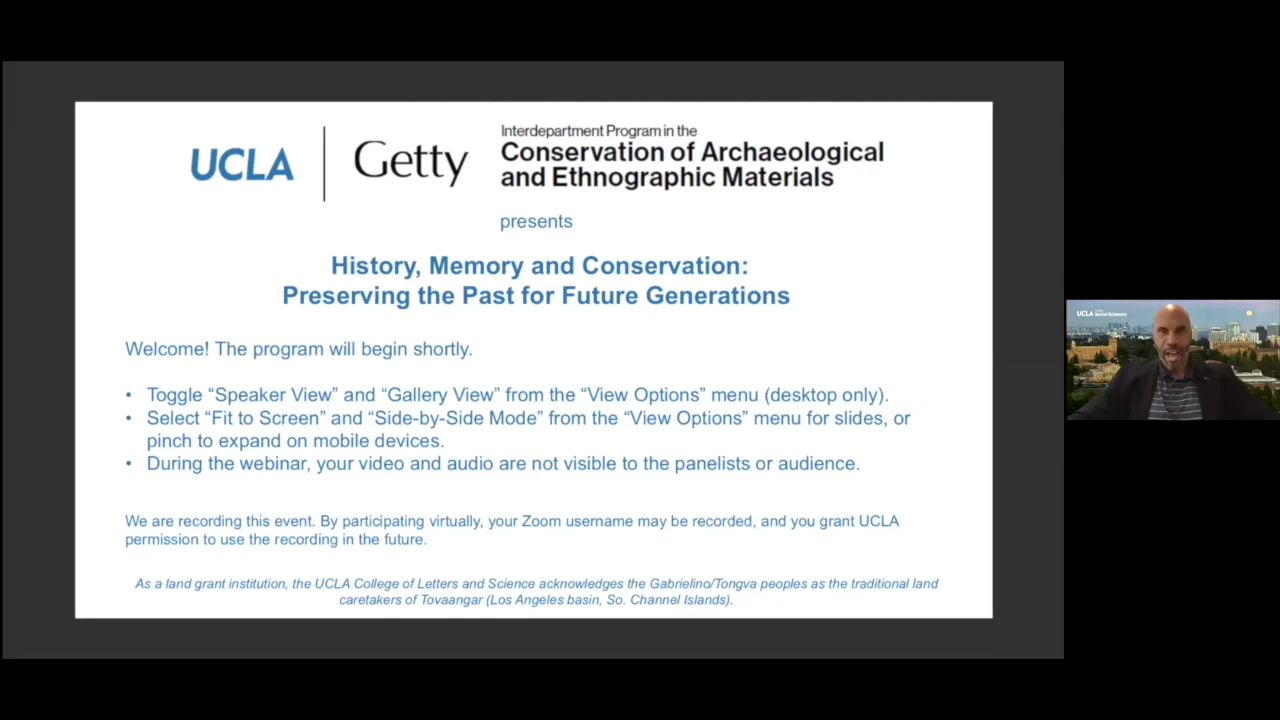 UCLA
Getty
Interdepartment Program in the
Conservation of Archaeological
and Ethnographic Materials
presents
History, Memory and Conservation:
Preserving the Past for Future Generations
Welcome! The program will begin shortly.
• Toggle “Speaker View” and “Gallery View” from the “View Options” menu (desktop only).
• Select “Fit to Screen” and “Side-by-Side Mode” from the “View Options” menu for slides, or
pinch to expand on mobile devices.
• During the webinar, your video and audio are not visible to the panelists or audience.
We are recording this event. By participating virtually, your Zoom username may be recorded, and you grant UCLA
permission to use the recording in the future.
As a land grant institution, the UCLA College of Letters and Science acknowledges the Gabrielino/Tongva peoples as the traditional land
caretakers of Tovaangar (Los Angeles basin, So. Channel Islands).
UCLA
Social Sciences